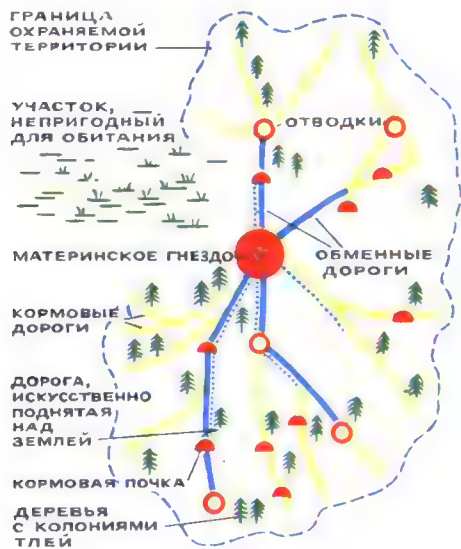 ГРАНИЦА
ОХРАНЯЕМОЙ
ТЕРРИТОРИИ
УЧАСТОК,
НЕПРИГОДНЫЙ
ДЛЯ ОБИТАНИЯ
ОТВОДКИ
МАТЕРИНСКОЕ ГНЕЗДО
ОБМЕННЫЕ
ДОРОГИ
КОРМОВЫЕ
ДОРОГИ
ДОРОГА,
ИСКУССТВЕННО
ПОДНЯТАЯ
НАД
ЗЕМЛЕЙ
КОРМОВАЯ ПОЧКА
ДЕРЕВЬЯ
С КОЛОНИЯМИ
ТЛЕЙ